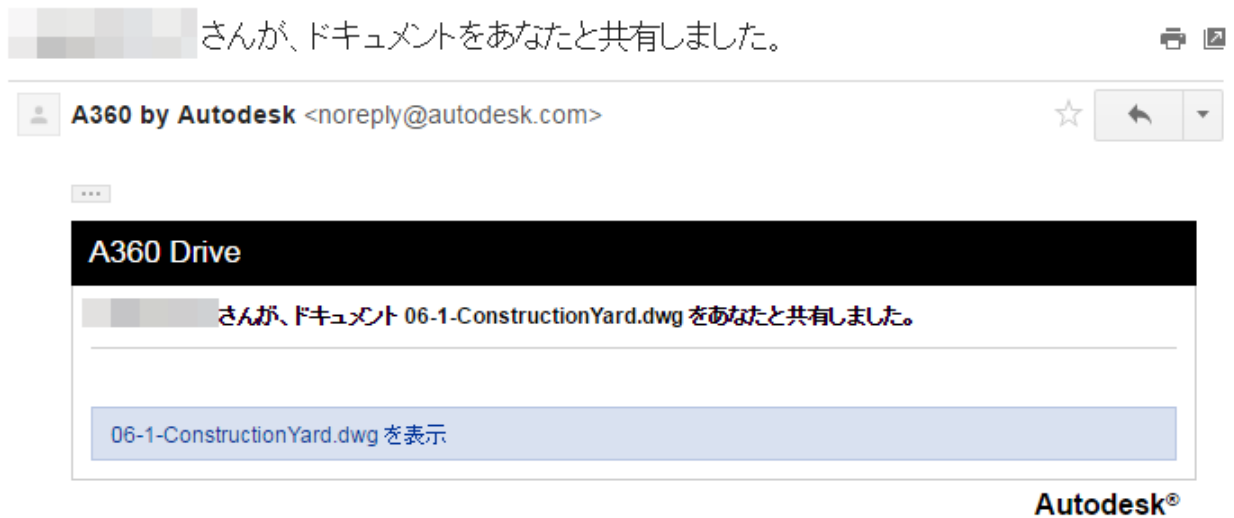 さんが、ドキュメントをあなたと共有しました。
A360 by Autodesk <noreply@autodesk.com>
A360 Drive
さんが、ドキュメント 06-1-ConstructionYard.dwg をあなたと共有しました。
06-1-ConstructionYard.dwg を表示
Autodesk®